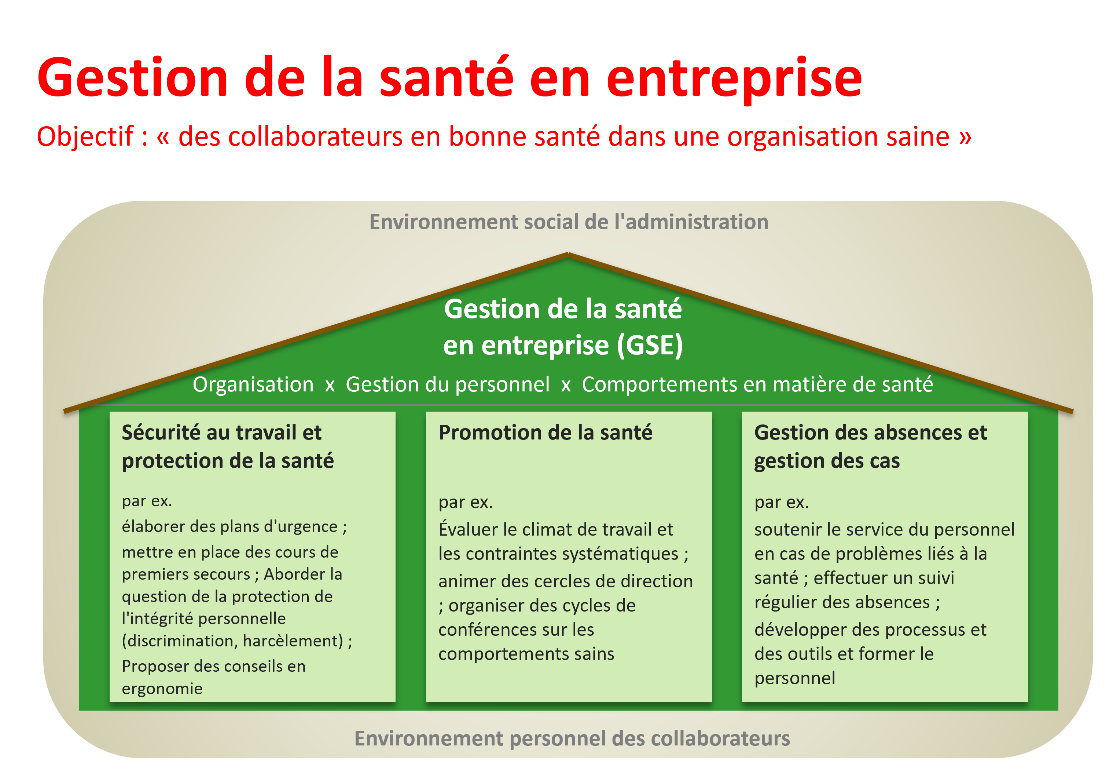 Gestion de la santé en entreprise
Objectif : « des collaborateurs en bonne santé dans une organisation saine »
Environnement social de l'administration
Gestion de la santé
en entreprise (GSE)
Organisation x Gestion du personnel x Comportements en matière de santé
Sécurité au travail et
protection de la santé
par ex.
élaborer des plans d'urgence ;
mettre en place des cours de
premiers secours ; Aborder la
question de la protection de
l'intégrité personnelle
(discrimination, harcèlement) ;
Proposer des conseils en
ergonomie
Promotion de la santé
par ex.
Évaluer le climat de travail et
les contraintes systématiques ;
animer des cercles de direction
; organiser des cycles de
conférences sur les
comportements sains
Gestion des absences et
gestion des cas
par ex.
soutenir le service du personnel
en cas de problèmes liés à la
santé ; effectuer un suivi
régulier des absences ;
développer des processus et
des outils et former le
personnel
Environnement personnel des collaborateurs